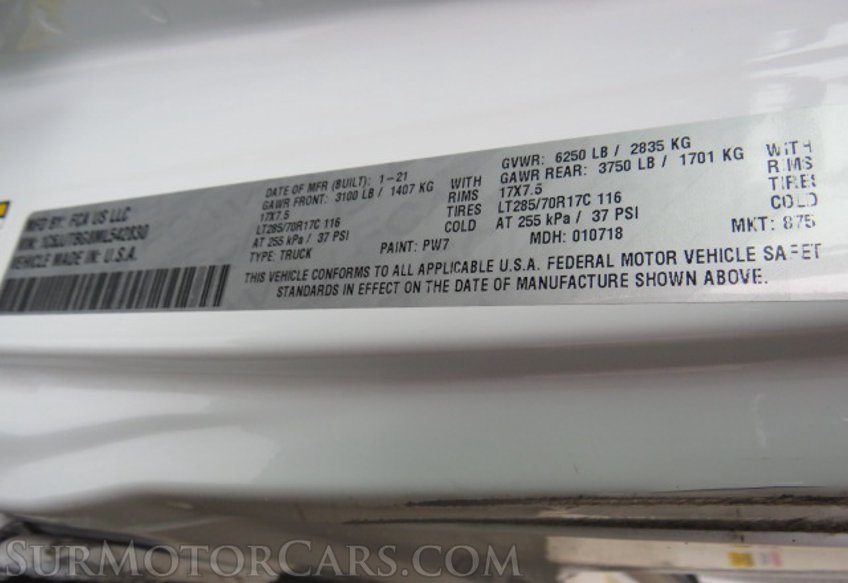 MFD BY: FCA US LLC
VIN:
VEHICLE MADE IN: U.S.A.
DATE OF MFR (BUILT): 1-21
GAWR FRONT: 3100 LB / 1407 KG WITH
17X7.5 RIMS
LT285/70R17C 116 TIRES
AT 255 kPa / 37 PSI COLD
TYPE: TRUCK PAINT: PW7
GVWR: 6250 LB / 2835 KG
GAWR REAR: 3750 LB / 1701 KG WITH
17X7.5 RIMS
LT285/70R17C 116 TIRES
AT 255 kPa / 37 PSI COLD
MDH: 010718 MKT: 875
THIS VEHICLE CONFORMS TO ALL APPLICABLE U.S.A. FEDERAL MOTOR VEHICLE SAFET
STANDARDS IN EFFECT ON THE DATE OF MANUFACTURE SHOWN ABOVE.
SURMOTORCARS.COM